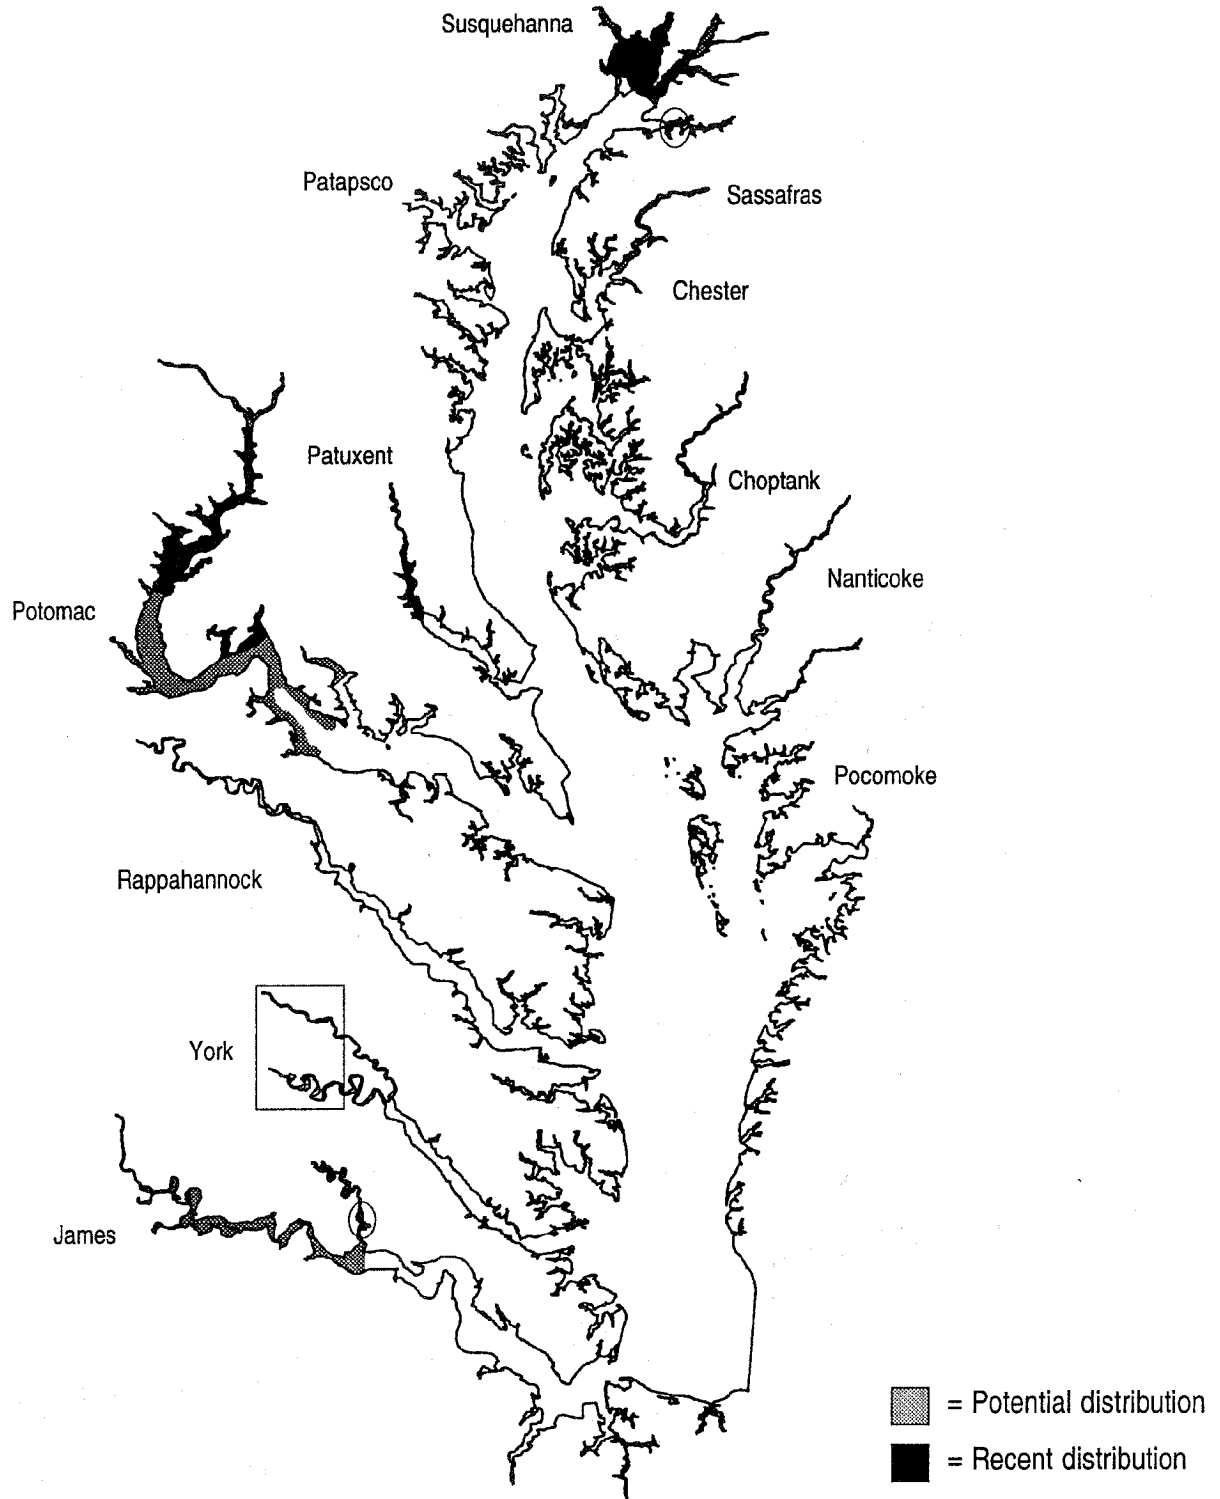 Susquehanna
Patapsco
Sassafras
Chester
Patuxent
Choptank
Nanticoke
Potomac
Pocomoke
Rappahannock
York
James
= Potential distribution
= Recent distribution